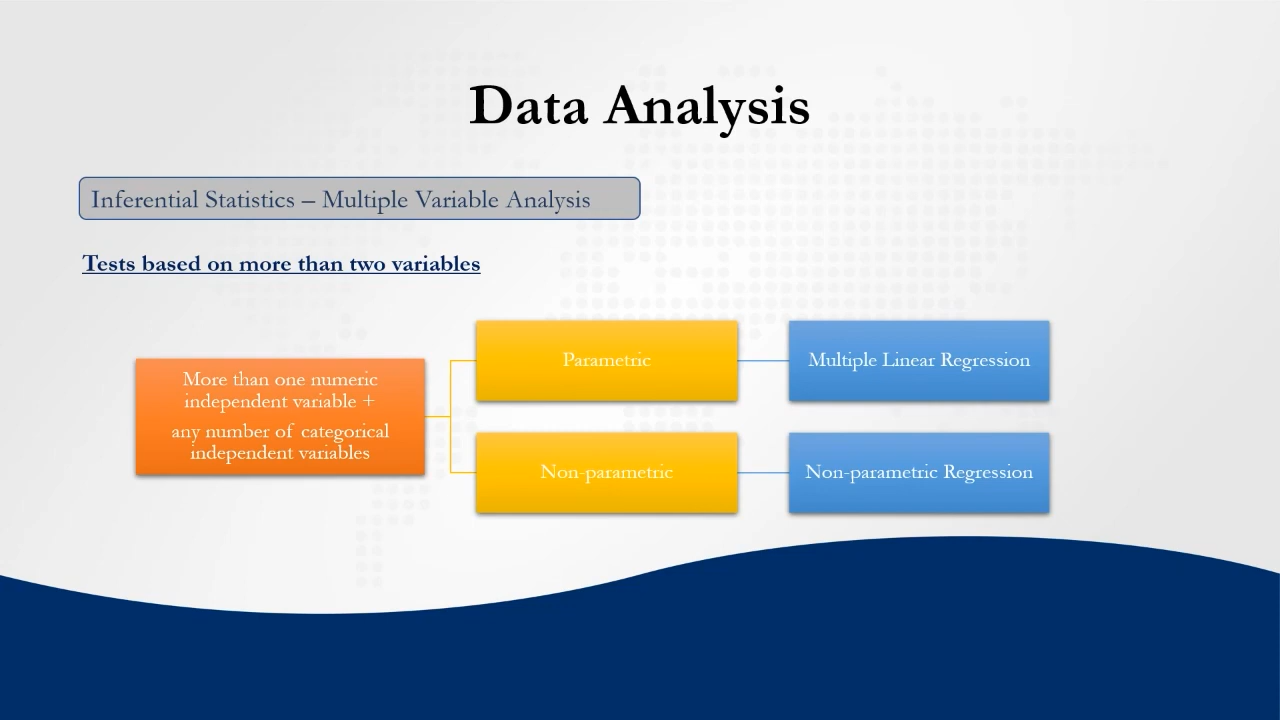 Data Analysis
Inferential Statistics – Multiple Variable Analysis
Tests based on more than two variables
More than one numeric
independent variable +
any number of categorical
independent variables
Parametric
Multiple Linear Regression
Non-parametric
Non-parametric Regression